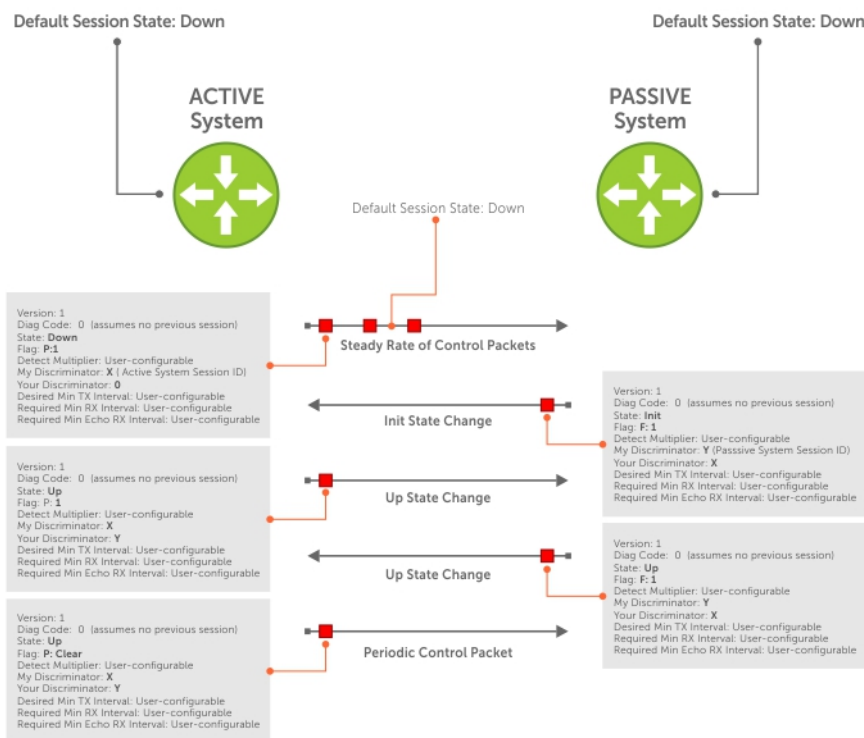 Default Session State: Down
Default Session State: Down
ACTIVE
System
PASSIVE
System
Default Session State: Down
Version: 1
Diag Code:  0  (assumes no previous session)
State: Down
Flag: P:1
Detect Multiplier: User-configurable
My Discriminator: X ( Active System Session ID)
Your Discriminator: 0
Desired Min TX Interval: User-configurable
Required Min RX Interval: User-configurable
Required Min Echo RX Interval: User-configurable
Steady Rate of Control Packets
Init State Change
Version: 1
Diag Code:  0  (assumes no previous session)
State: Init
Flag: F: 1
Detect Multiplier: User-configurable
My Discriminator: Y (Passsive System Session ID)
Your Discriminator: X
Desired Min TX Interval: User-configurable
Required Min RX Interval: User-configurable
Required Min Echo RX Interval: User-configurable
Version: 1
Diag Code:  0  (assumes no previous session)
State: Up
Flag: P: 1
Detect Multiplier: User-configurable
My Discriminator: X
Your Discriminator: Y
Desired Min TX Interval: User-configurable
Required Min RX Interval: User-configurable
Required Min Echo RX Interval: User-configurable
Up State Change
Up State Change
Version: 1
Diag Code:  0  (assumes no previous session)
State: Up
Flag: F: 1
Detect Multiplier: User-configurable
My Discriminator: Y
Your Discriminator: X
Desired Min TX Interval: User-configurable
Required Min RX Interval: User-configurable
Required Min Echo RX Interval: User-configurable
Version: 1
Diag Code:  0  (assumes no previous session)
State: Up
Flag: P: Clear
Detect Multiplier: User-configurable
My Discriminator: X
Your Discriminator: Y
Desired Min TX Interval: User-configurable
Required Min RX Interval: User-configurable
Required Min Echo RX Interval: User-configurable
Periodic Control Packet